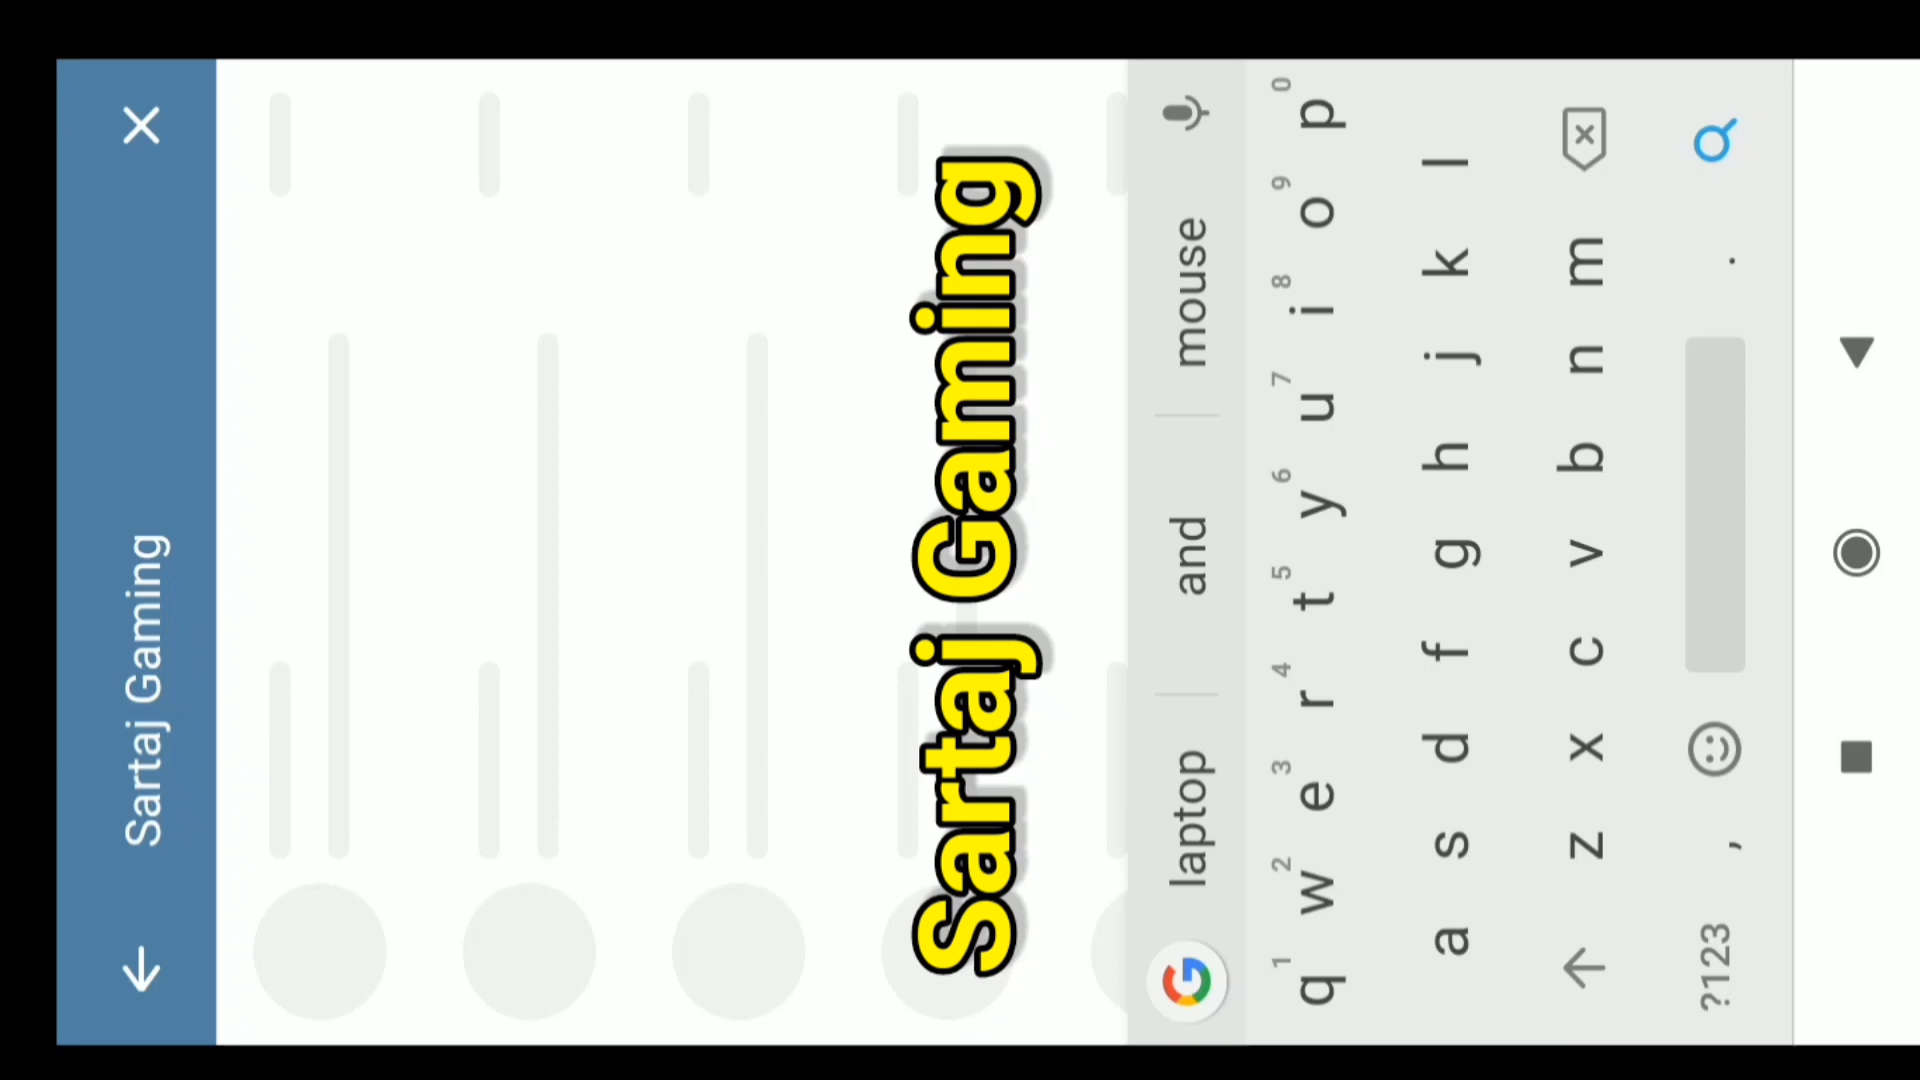 Sartaj Gaming
Sartaj Gaming
laptop and mouse
1 2 3 4 5 6 7 8 9 0
q w e r t y u i o p
a s d f g h j k l
z x c v b n m
?123 , .